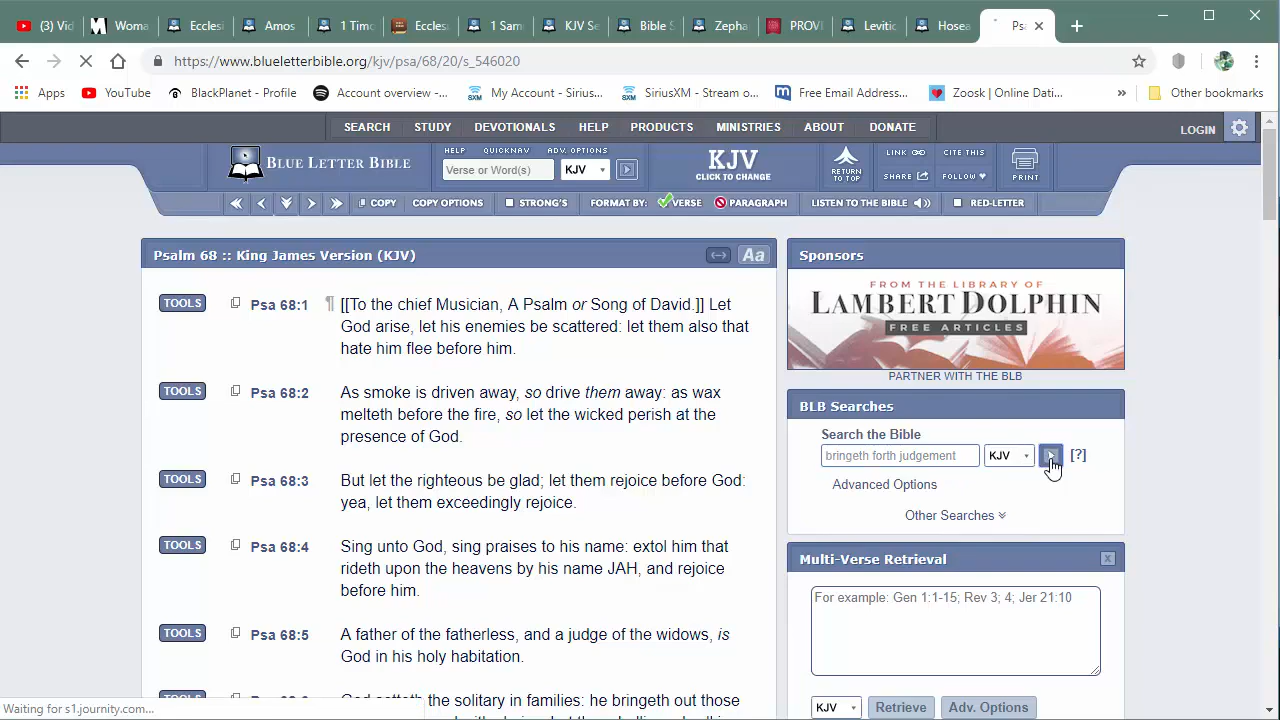 (3) Vid
Woma
Ecclesi
Amos
1 Timo
Ecclesi
1 Sam
KJV Se
Bible S
Zepha
PROVI
Leviti
Hosea
Psa
https://www.blueletterbible.org/kjv/psa/68/20/s_546020
Apps
YouTube
BlackPlanet - Profile
Account overview -...
My Account - Sirius...
SiriusXM - Stream o...
Free Email Address...
Zoosk | Online Dati...
»
Other bookmarks
SEARCH STUDY DEVOTIONALS HELP PRODUCTS MINISTRIES ABOUT DONATE
LOGIN
BLUE LETTER BIBLE
HELP QUICKNAV ADV. OPTIONS
Verse or Word(s)
KJV
KJV
CLICK TO CHANGE
RETURN
TO TOP
LINK
CITE THIS
SHARE
FOLLOW
PRINT
COPY
COPY OPTIONS
STRONG'S
FORMAT BY:
VERSE
PARAGRAPH
LISTEN TO THE BIBLE
RED-LETTER
Psalm 68 :: King James Version (KJV)
Aa
TOOLS Psa 68:1 ¶ [[To the chief Musician, A Psalm or Song of David.]] Let
God arise, let his enemies be scattered: let them also that
hate him flee before him.
TOOLS Psa 68:2 As smoke is driven away, so drive them away: as wax
melteth before the fire, so let the wicked perish at the
presence of God.
TOOLS Psa 68:3 But let the righteous be glad; let them rejoice before God:
yea, let them exceedingly rejoice.
TOOLS Psa 68:4 Sing unto God, sing praises to his name: extol him that
rideth upon the heavens by his name JAH, and rejoice
before him.
TOOLS Psa 68:5 A father of the fatherless, and a judge of the widows, is
God in his holy habitation.
the solitary in families: he bringeth out those
Sponsors
FROM THE LIBRARY OF
LAMBERT DOLPHIN
FREE ARTICLES
PARTNER WITH THE BLB
BLB Searches
Search the Bible
bringeth forth judgement
KJV
[?]
Advanced Options
Other Searches
Multi-Verse Retrieval
x
For example: Gen 1:1-15; Rev 3; 4; Jer 21:10
KJV
Retrieve
Adv. Options
Waiting for s1.journity.com...